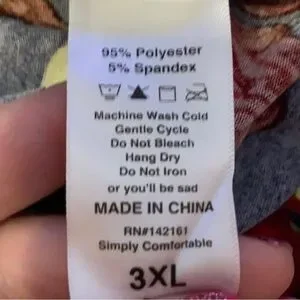 95% Polyester
5% Spandex
Machine Wash Cold
Gentle Cycle
Do Not Bleach
Hang Dry
Do Not Iron
or you'll be sad
MADE IN CHINA
RN#142161
Simply Comfortable
3XL